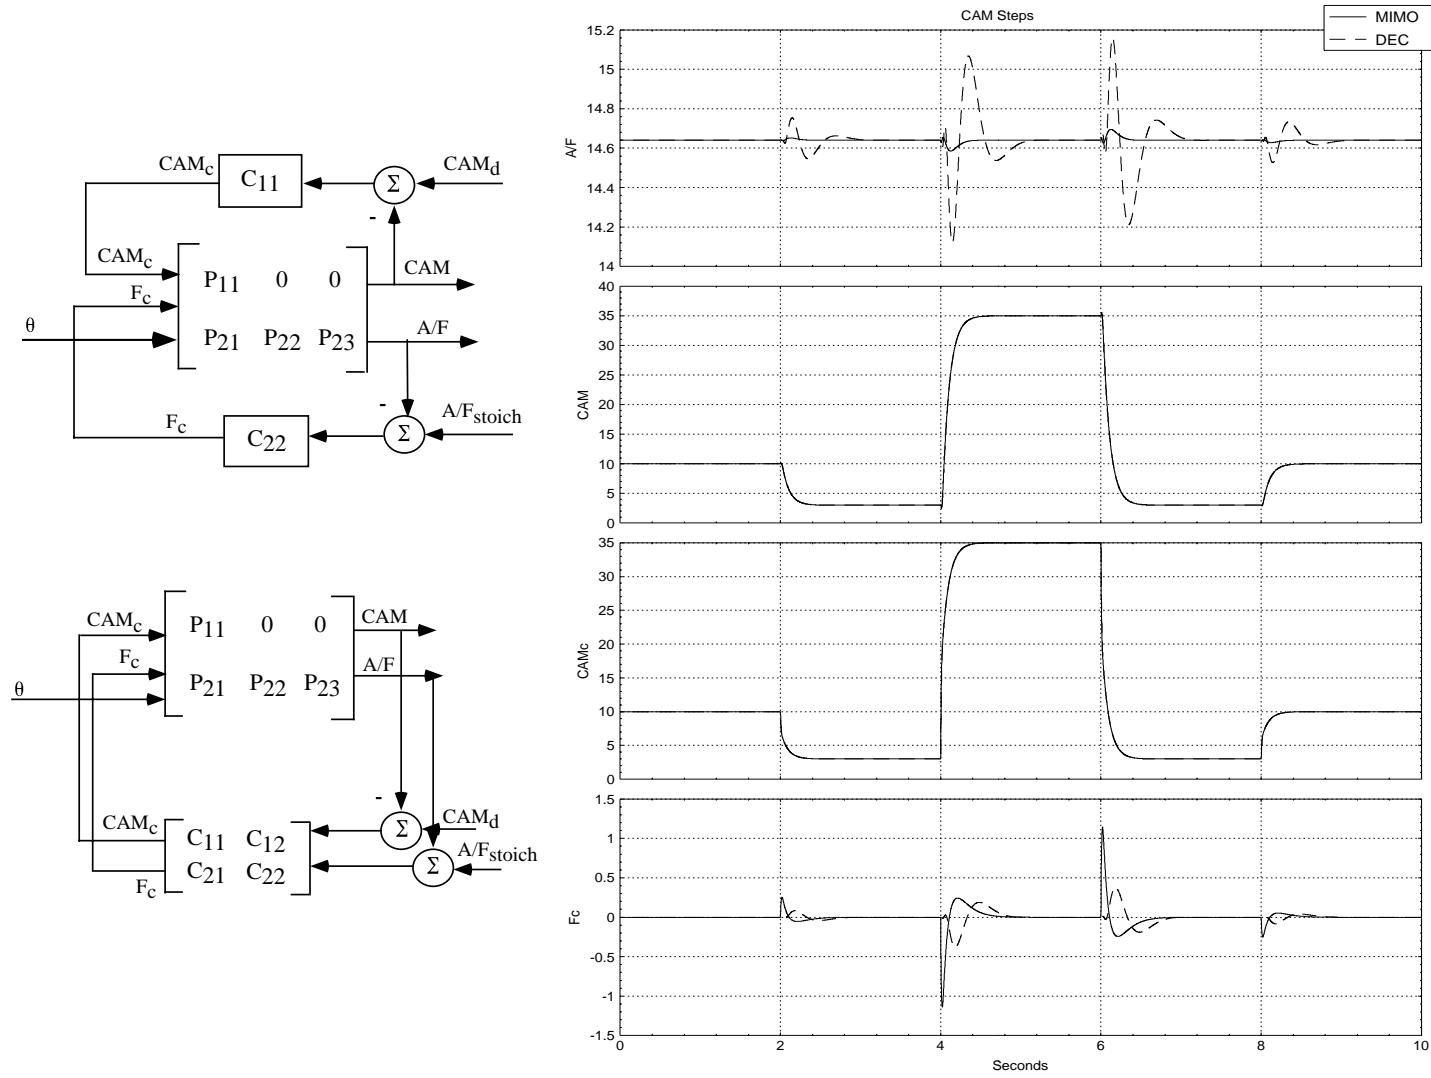 CAMc C11 Σ CAMd
-
CAMc
P11 0 0 CAM
Fc
θ
P21 P22 P23 A/F
-
Fc C22 Σ A/Fstoich
CAMc P11 0 0 CAM
Fc
θ P21 P22 P23 A/F
-
CAMc C11 C12 Σ CAMd
Fc C21 C22 Σ A/Fstoich
CAM Steps
MIMO
DEC
15.2
15
14.8
14.6
14.4
14.2
14
A/F
40
35
30
25
20
15
10
5
0
CAM
35
30
25
20
15
10
5
0
CAMc
1.5
1
0.5
0
-0.5
-1
-1.5
Fc
0 2 4 6 8 10
Seconds